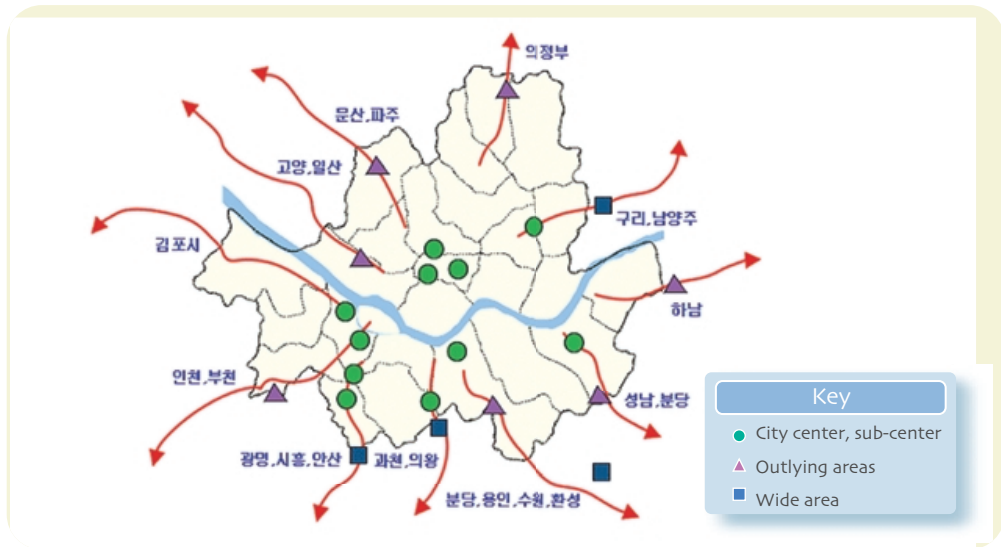 의정부
문산,파주
고양,일산
구리,남양주
김포시
하남
인천,부천
성남,분당
광명,시흥,안산
과천,의왕
분당,용인,수원,환성
Key
City center, sub-center
Outlying areas
Wide area